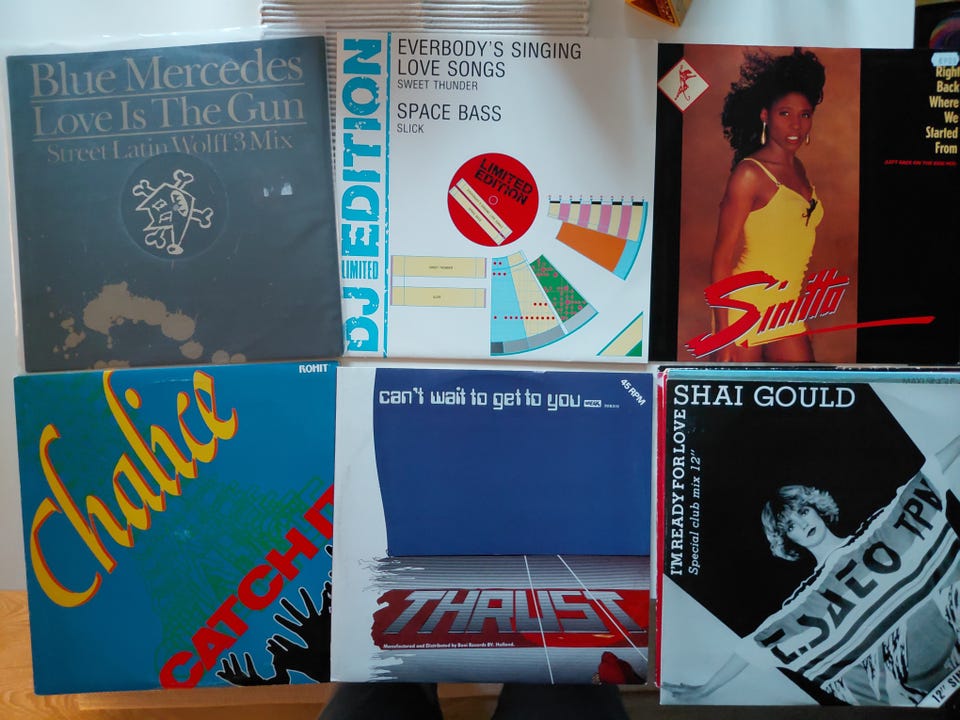 Blue Mercedes
Love Is The Gun
Street Latin Wolff 3 Mix
DJ EDITION
LIMITED
EVERBODY'S SINGING
LOVE SONGS
SWEET THUNDER
SPACE BASS
SLICK
LIMITED
EDITION
SWEET THUNDER
SLICK
Right
Back
Where
We
Started
From
Sinitta
ROHIT
Chalice
CATCH
can't wait to get to you
45 RPM
THRUST
Manufactured and Distributed by Boni Records BV. Holland.
SHAI GOULD
I'M READY FOR LOVE
Special club mix 12"